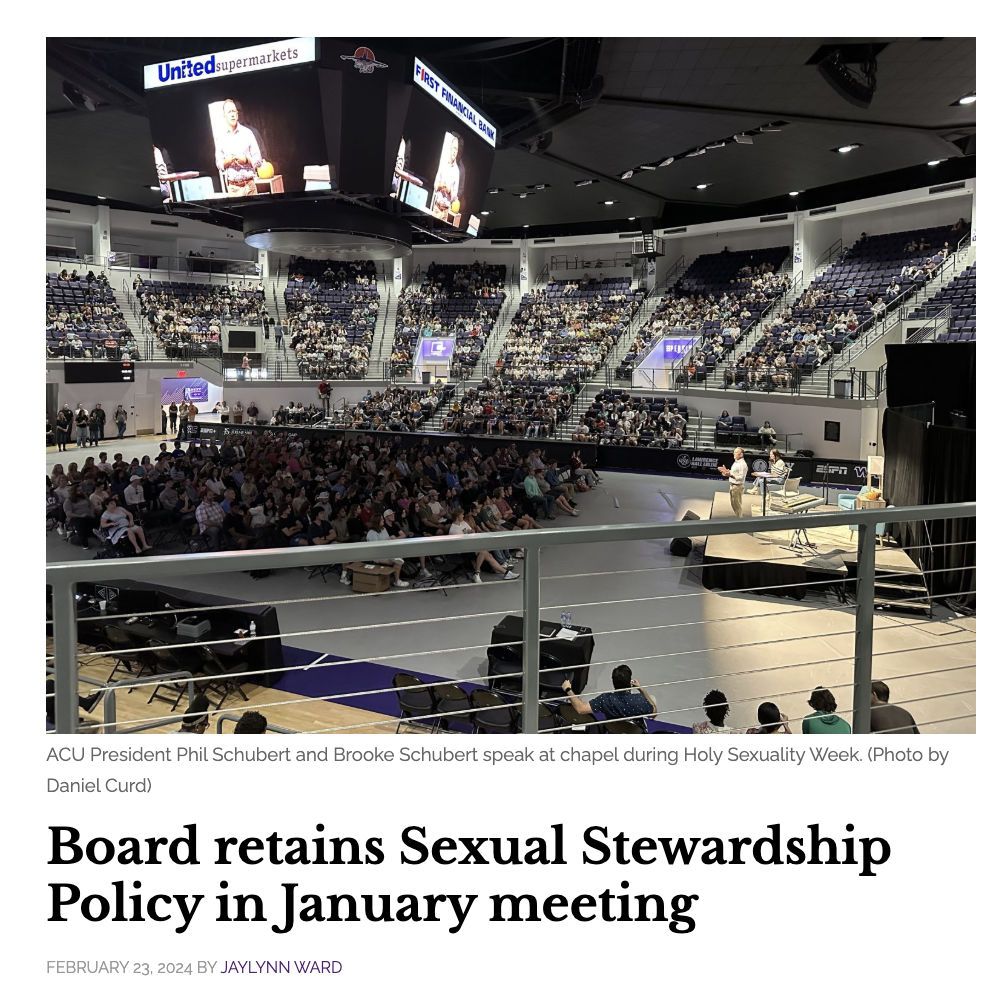 United supermarkets
FIRST FINANCIAL BANK
ESPN
ACU President Phil Schubert and Brooke Schubert speak at chapel during Holy Sexuality Week. (Photo by
Daniel Curd)
Board retains Sexual Stewardship
Policy in January meeting
FEBRUARY 23, 2024 BY JAYLYNN WARD